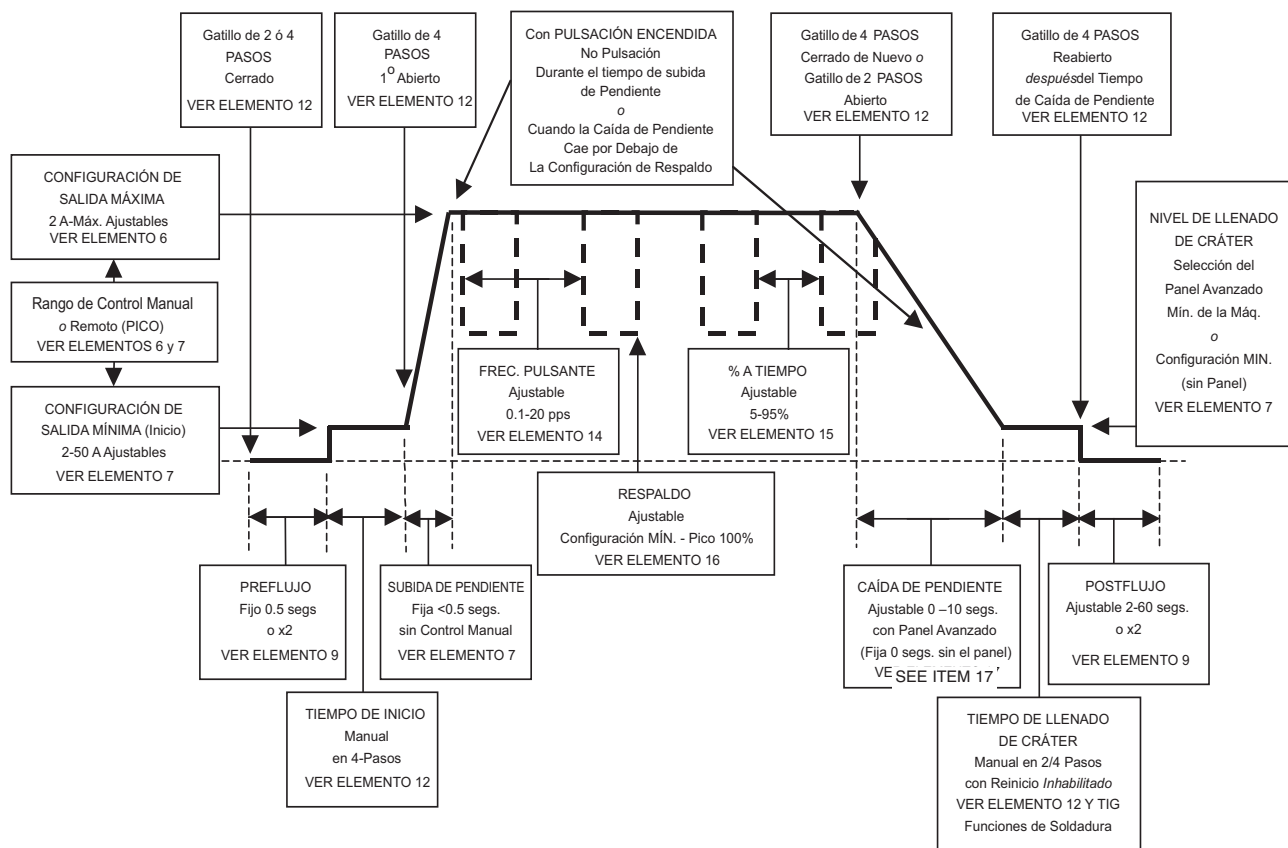 Gatillo de 2 ó 4
PASOS
Cerrado
VER ELEMENTO 12
Gatillo de 4
PASOS
1o Abierto
VER ELEMENTO 12
Con PULSACIÓN ENCENDIDA
No Pulsación
Durante el tiempo de subida
de Pendiente
o
Cuando la Caída de Pendiente
Cae por Debajo de
La Configuración de Respaldo
Gatillo de 4 PASOS
Cerrado de Nuevo o
Gatillo de 2 PASOS
Abierto
VER ELEMENTO 12
Gatillo de 4 PASOS
Reabierto
despuésdel Tiempo
de Caída de Pendiente
VER ELEMENTO 12
CONFIGURACIÓN DE
SALIDA MÁXIMA
2 A-Máx. Ajustables
VER ELEMENTO 6
Rango de Control Manual
o Remoto (PICO)
VER ELEMENTOS 6 y 7
CONFIGURACIÓN DE
SALIDA MÍNIMA (Inicio)
2-50 A Ajustables
VER ELEMENTO 7
NIVEL DE LLENADO
DE CRÁTER
Selección del
Panel Avanzado
Mín. de la Máq.
o
Configuración MIN.
(sin Panel)
VER ELEMENTO 7
FREC. PULSANTE
Ajustable
0.1-20 pps
VER ELEMENTO 14
% A TIEMPO
Ajustable
5-95%
VER ELEMENTO 15
RESPALDO
Ajustable
Configuración MÍN. - Pico 100%
VER ELEMENTO 16
PREFLUJO
Fijo 0.5 segs
o x2
VER ELEMENTO 9
SUBIDA DE PENDIENTE
Fija <0.5 segs.
sin Control Manual
VER ELEMENTO 7
CAÍDA DE PENDIENTE
Ajustable 0 –10 segs.
con Panel Avanzado
(Fija 0 segs. sin el panel)
SEE ITEM 17
POSTFLUJO
Ajustable 2-60 segs.
o x2
VER ELEMENTO 9
TIEMPO DE INICIO
Manual
en 4-Pasos
VER ELEMENTO 12
TIEMPO DE LLENADO
DE CRÁTER
Manual en 2/4 Pasos
con Reinicio Inhabilitado
VER ELEMENTO 12 Y TIG
Funciones de Soldadura